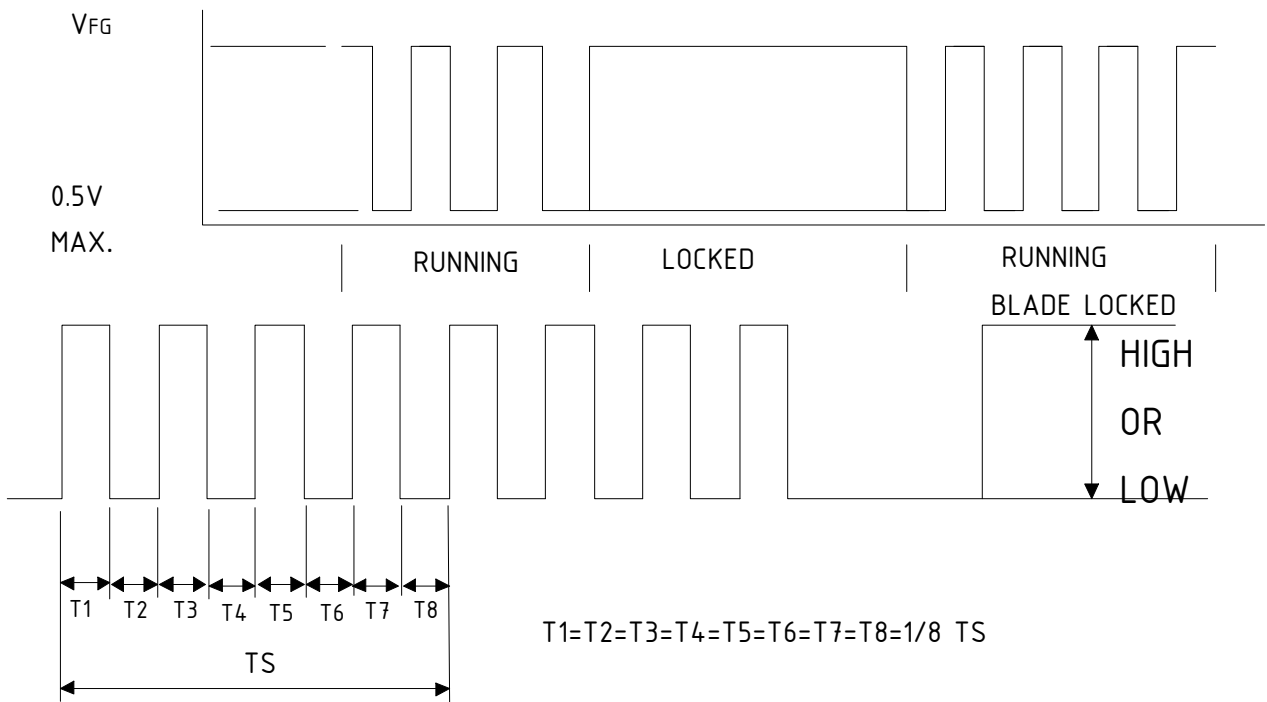 VFG
0.5V
MAX.
RUNNING
LOCKED
RUNNING
BLADE LOCKED
HIGH
OR
LOW
T1 T2 T3 T4 T5 T6 T7 T8
T1=T2=T3=T4=T5=T6=T7=T8=1/8 TS
TS